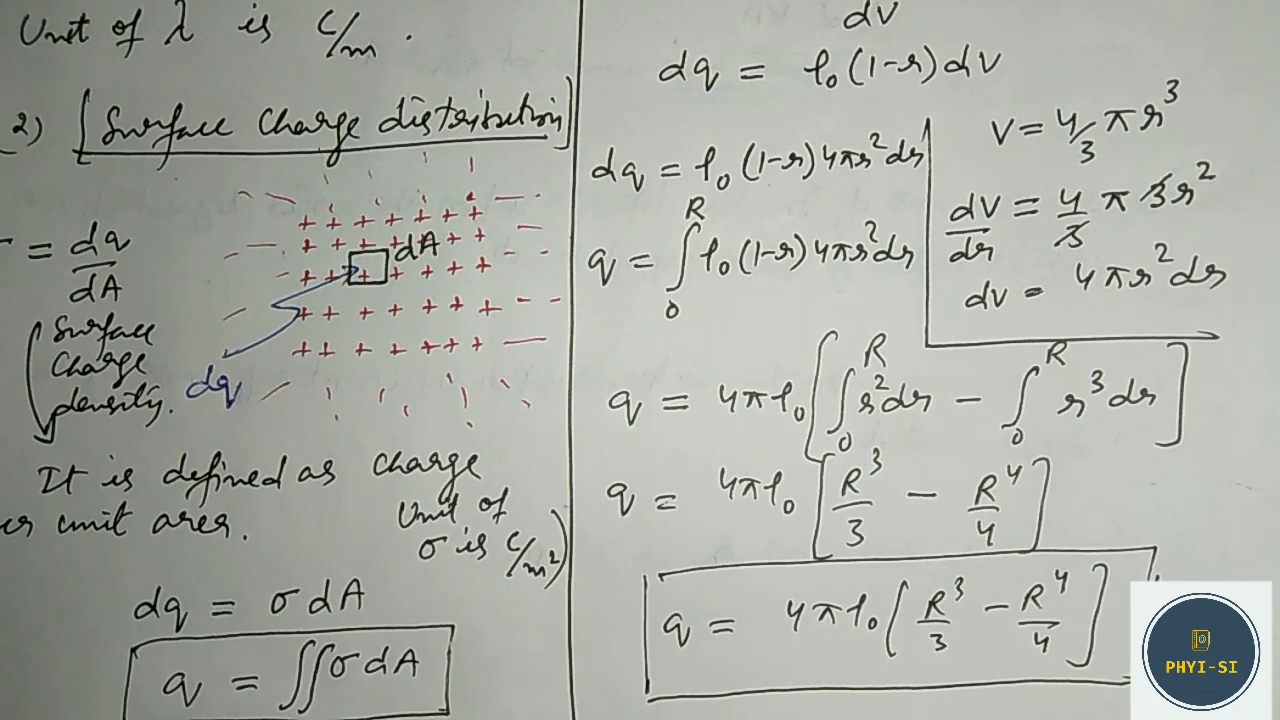 Unit of λ is C/m .
2) [Surface Charge distribution]
dA
= dq/dA
Surface
Charge
density.
dq
It is defined as charge
unit area.
Unit of
σ is C/m²)
dq = σ dA
q = ∬ σ dA
dV
dq = ρ₀ (1-r) dV
dq = ρ₀ (1-r) 4πr² dr
q = ∫₀ᴿ ρ₀ (1-r) 4πr² dr
V = 4/3 πr³
dV/dr = 4/3 π 3r²
dV = 4πr² dr
q = 4πρ₀ [∫₀ᴿ r² dr - ∫₀ᴿ r³ dr]
q = 4πρ₀ [R³/3 - R⁴/4]
q = 4πρ₀ [R³/3 - R⁴/4]
PHYI-SI